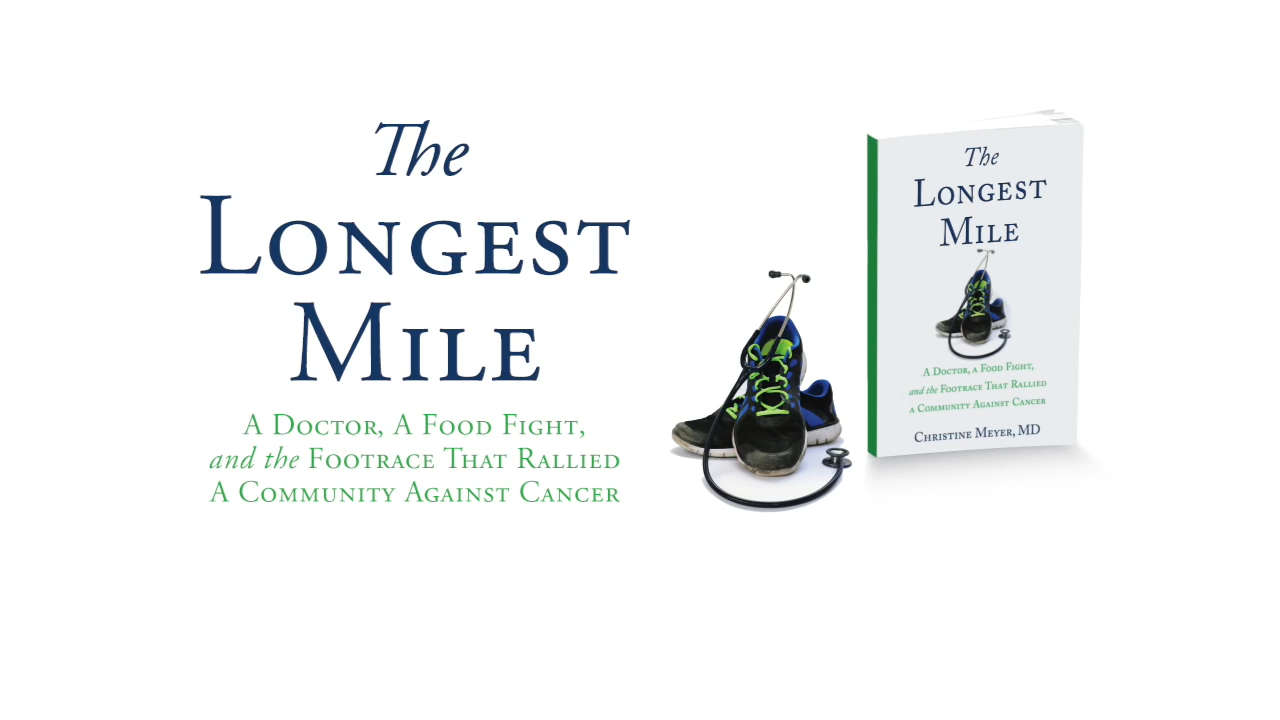 The
LONGEST
MILE
A DOCTOR, A FOOD FIGHT,
and the FOOTRACE THAT RALLIED
A COMMUNITY AGAINST CANCER
The
LONGEST
MILE
A DOCTOR, A FOOD FIGHT,
and the FOOTRACE THAT RALLIED
A COMMUNITY AGAINST CANCER
CHRISTINE MEYER, MD